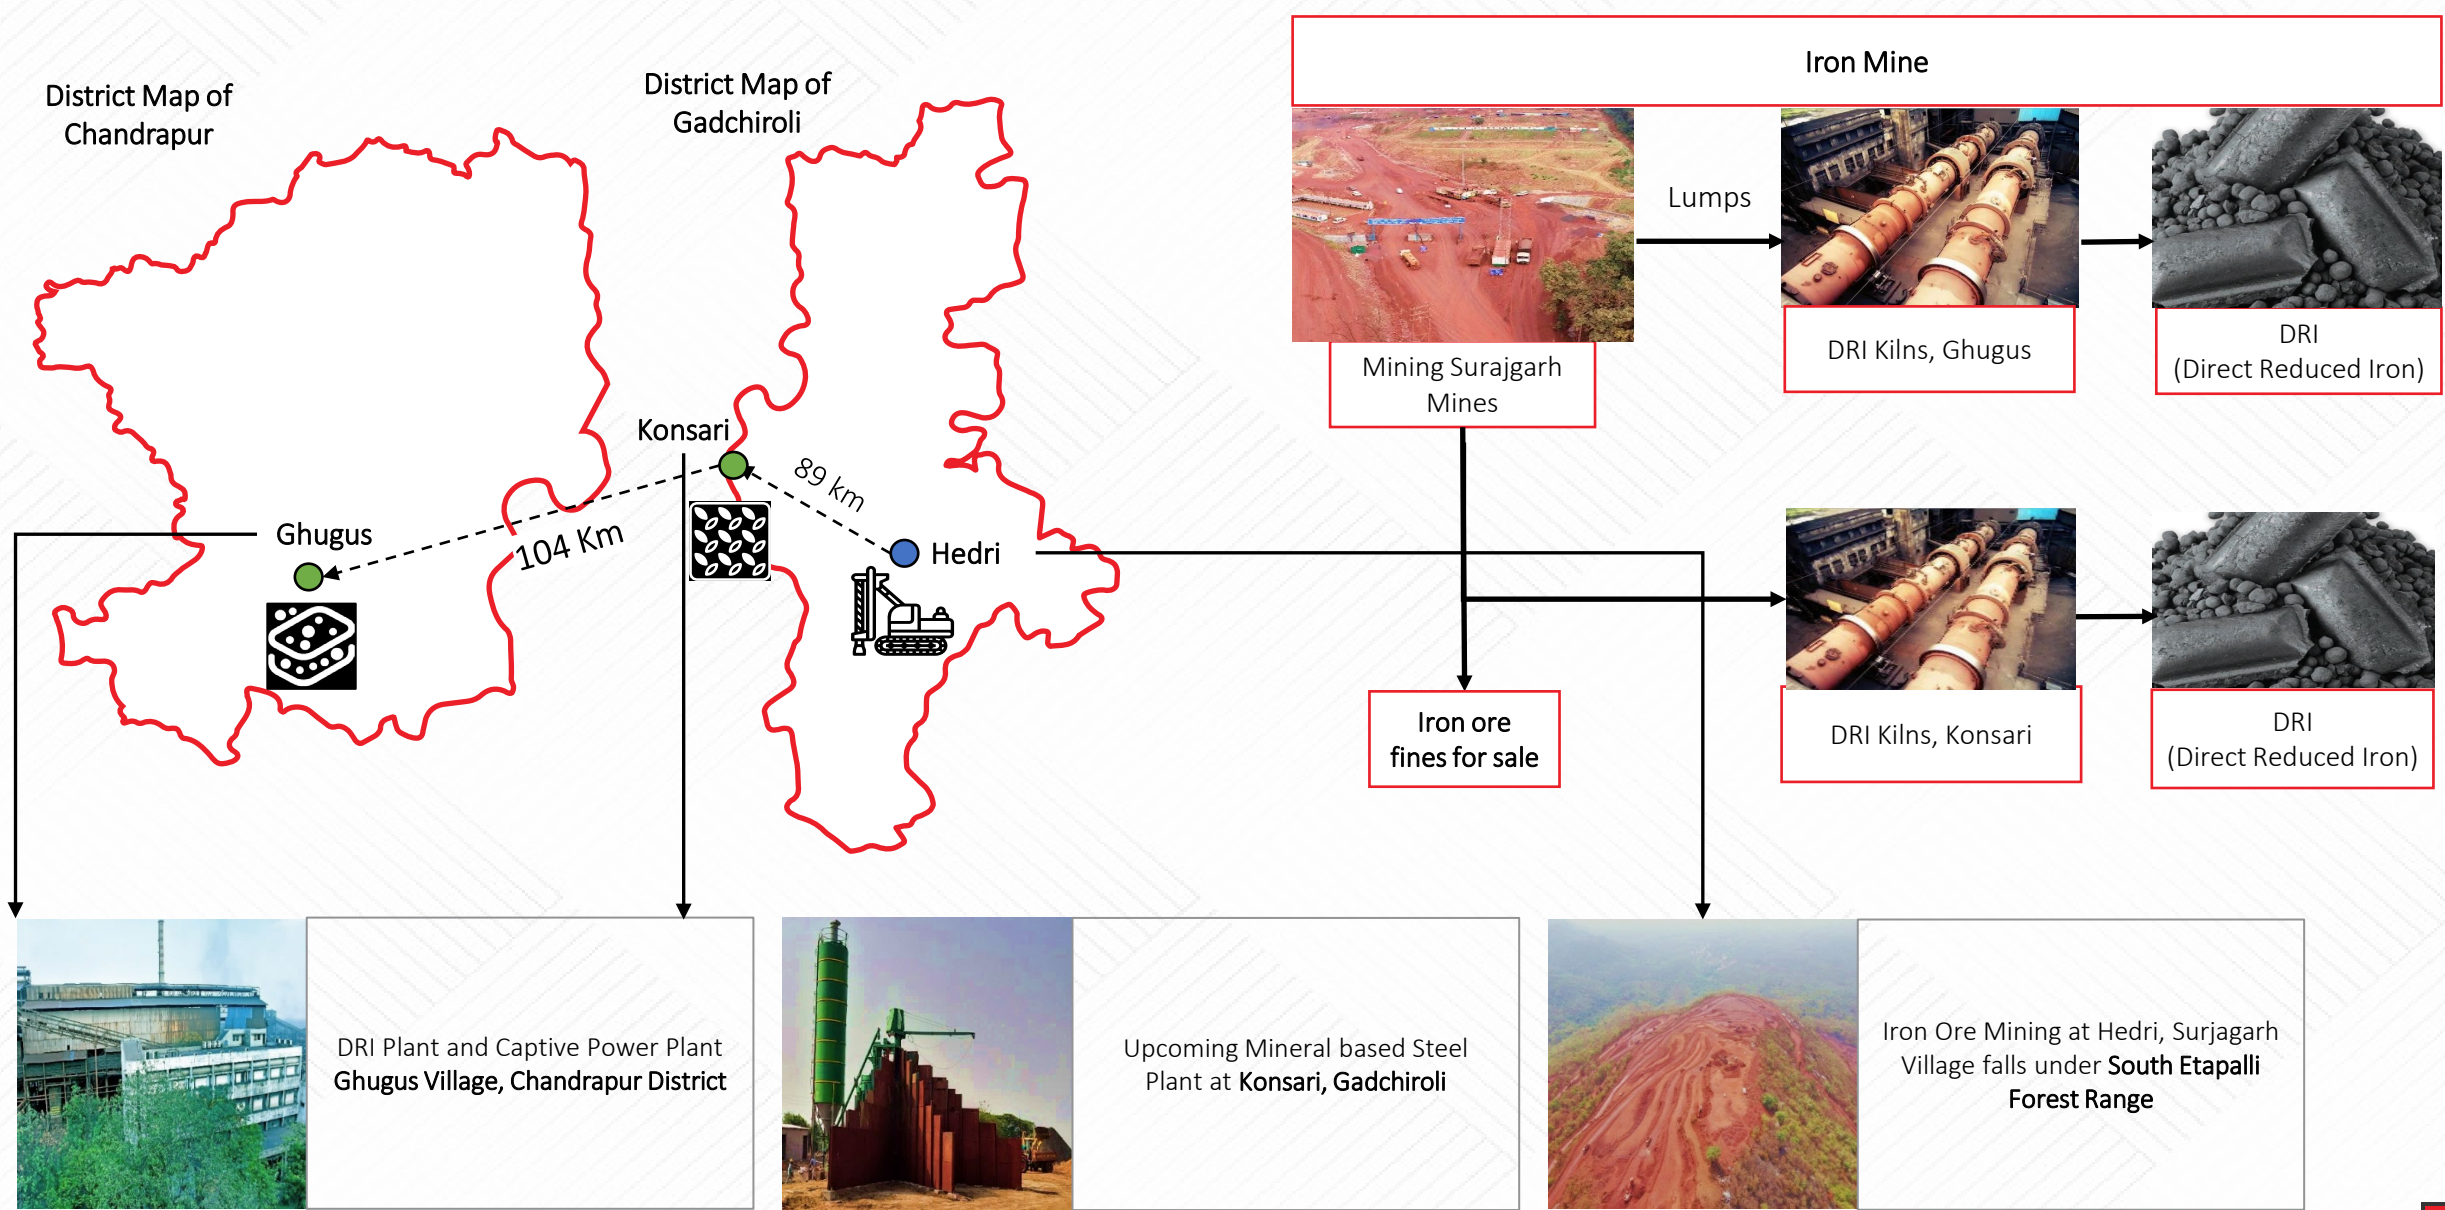 District Map of
Chandrapur
District Map of
Gadchiroli
Konsari
89 km
Ghugus
104 Km
Hedri
Iron Mine
Lumps
Mining Surajgarh
Mines
DRI Kilns, Ghugus
DRI
(Direct Reduced Iron)
Iron ore
fines for sale
DRI Kilns, Konsari
DRI
(Direct Reduced Iron)
DRI Plant and Captive Power Plant
Ghugus Village, Chandrapur District
Upcoming Mineral based Steel
Plant at Konsari, Gadchiroli
Iron Ore Mining at Hedri, Surjagarh
Village falls under South Etapalli
Forest Range